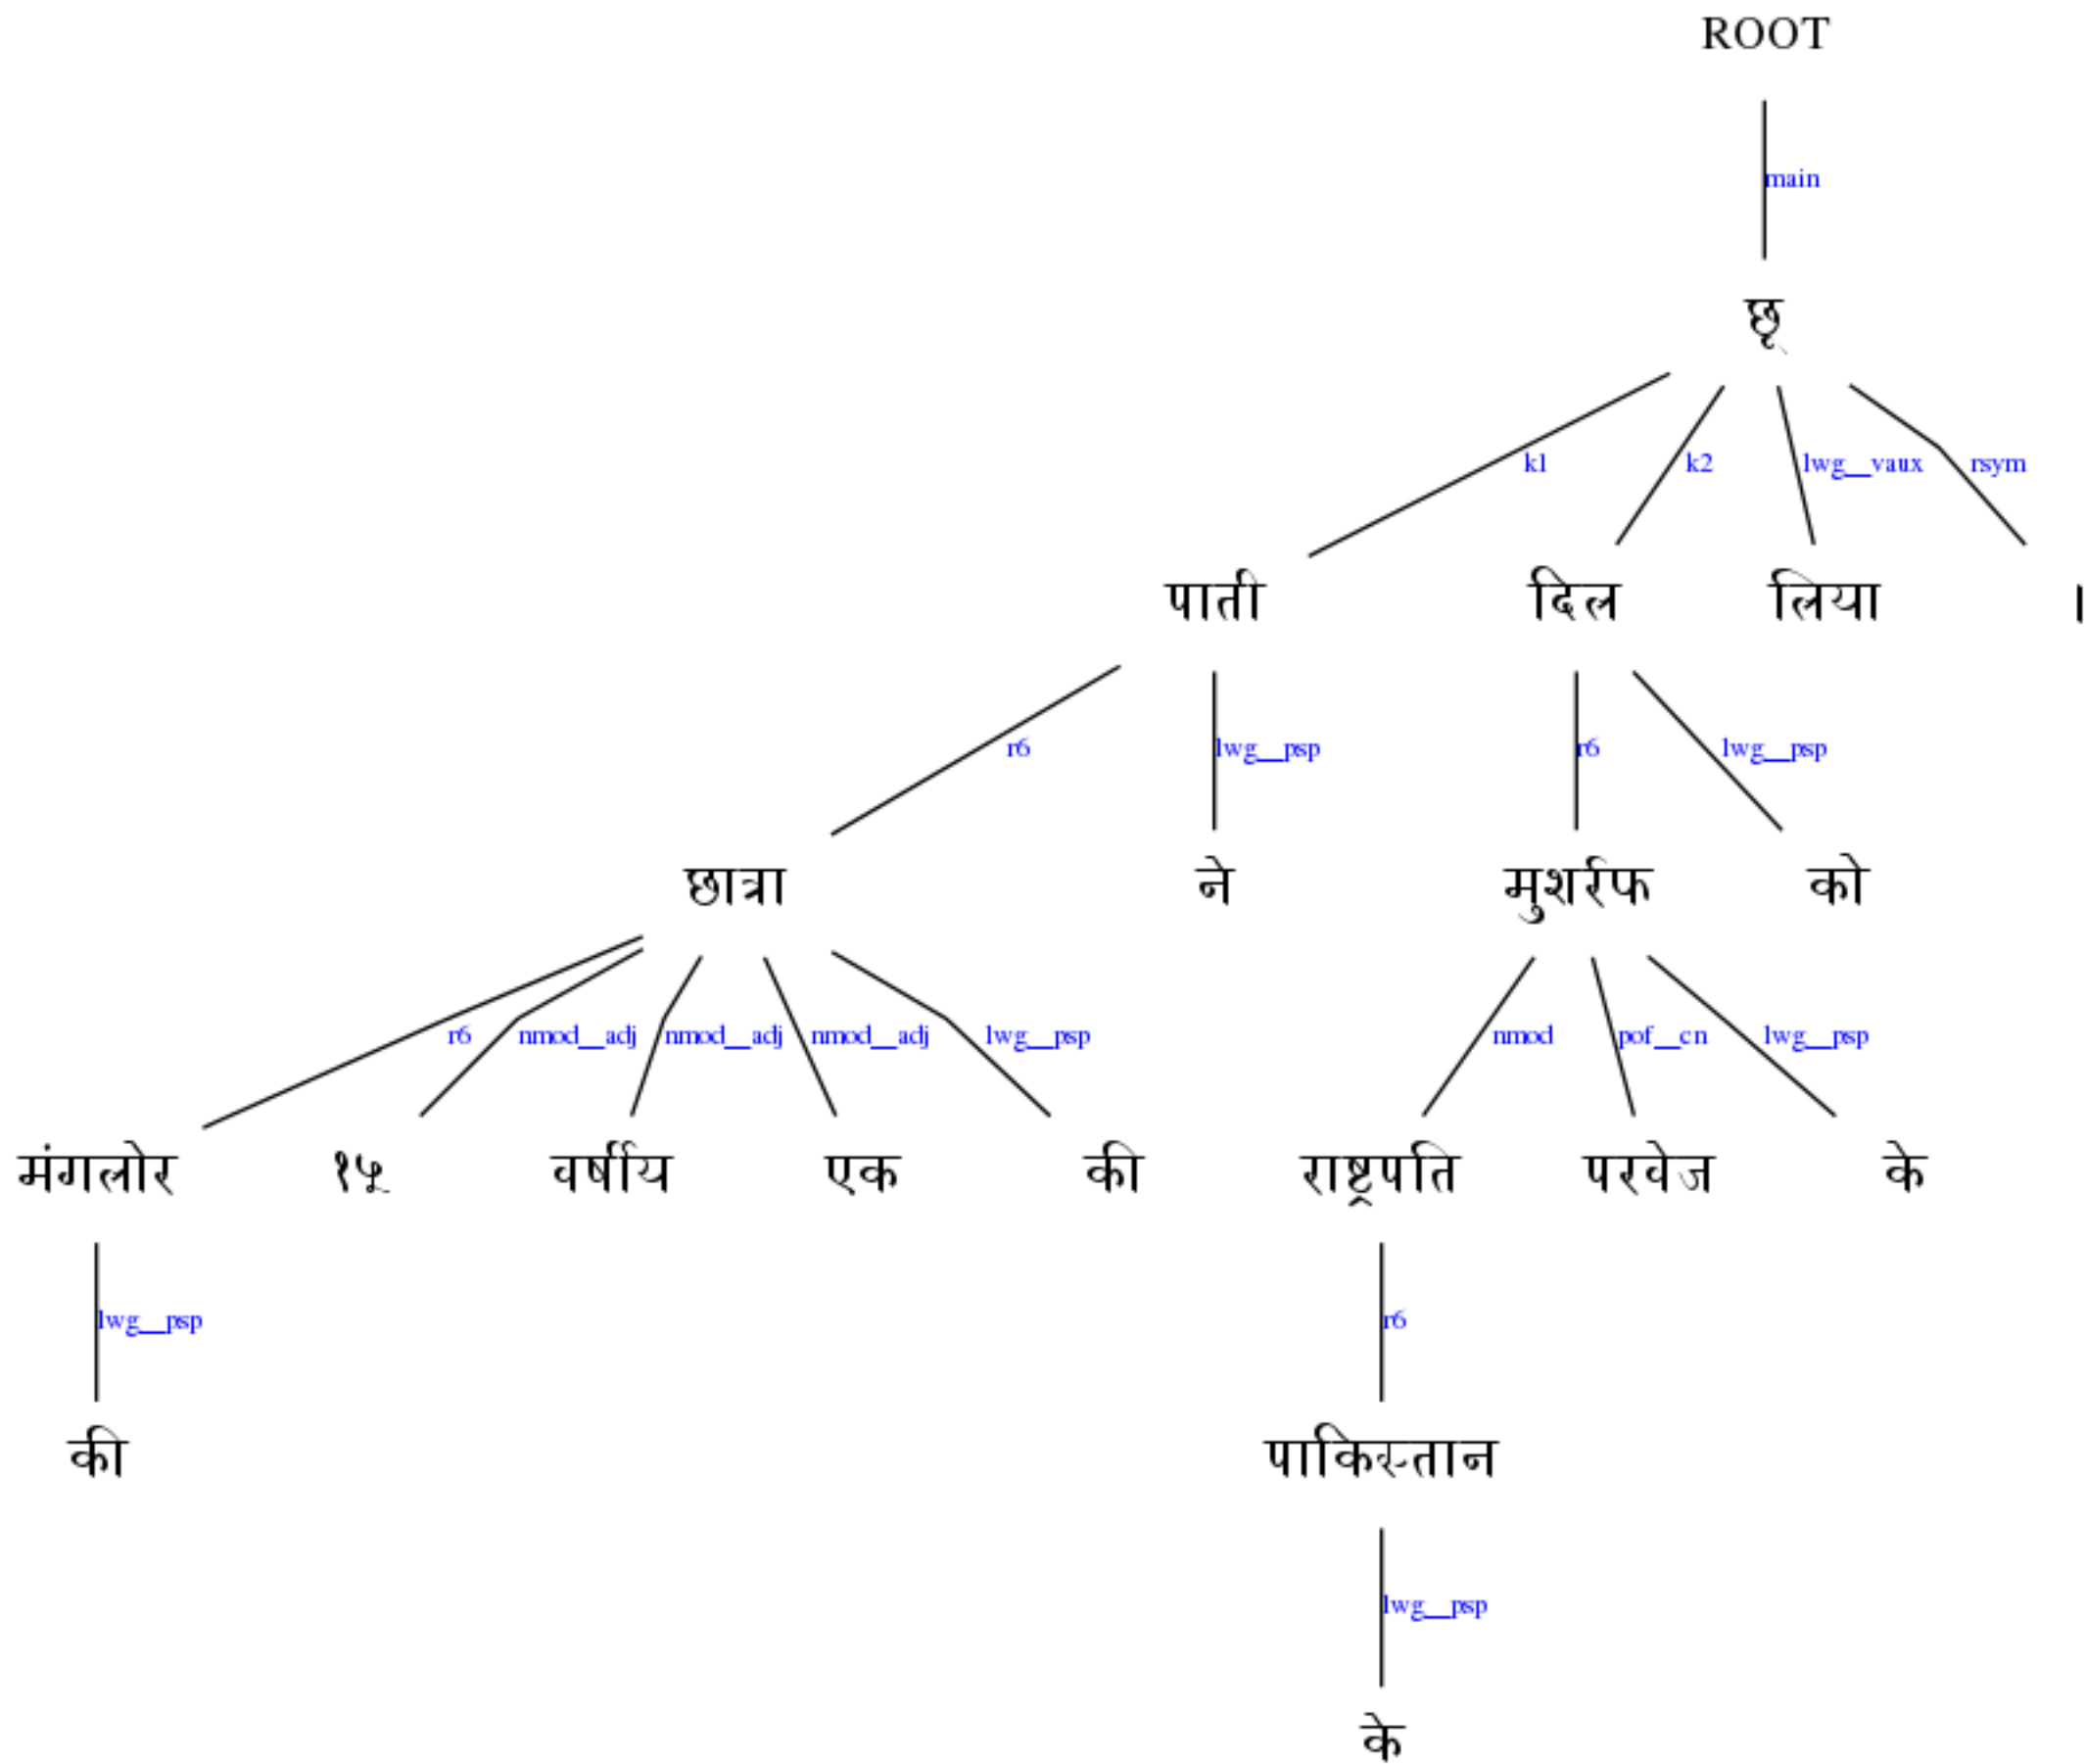 ROOT
main
छू
k1 k2 lwg__vaux rsym
पाती दिल लिया ।
r6 lwg__psp r6 lwg__psp
छात्रा ने मुशर्रफ को
r6 nmod__adj nmod__adj nmod__adj lwg__psp nmod pof__cn lwg__psp
मंगलोर १५ वर्षीय एक की राष्ट्रपति परवेज के
lwg__psp r6
की पाकिस्तान
lwg__psp
के